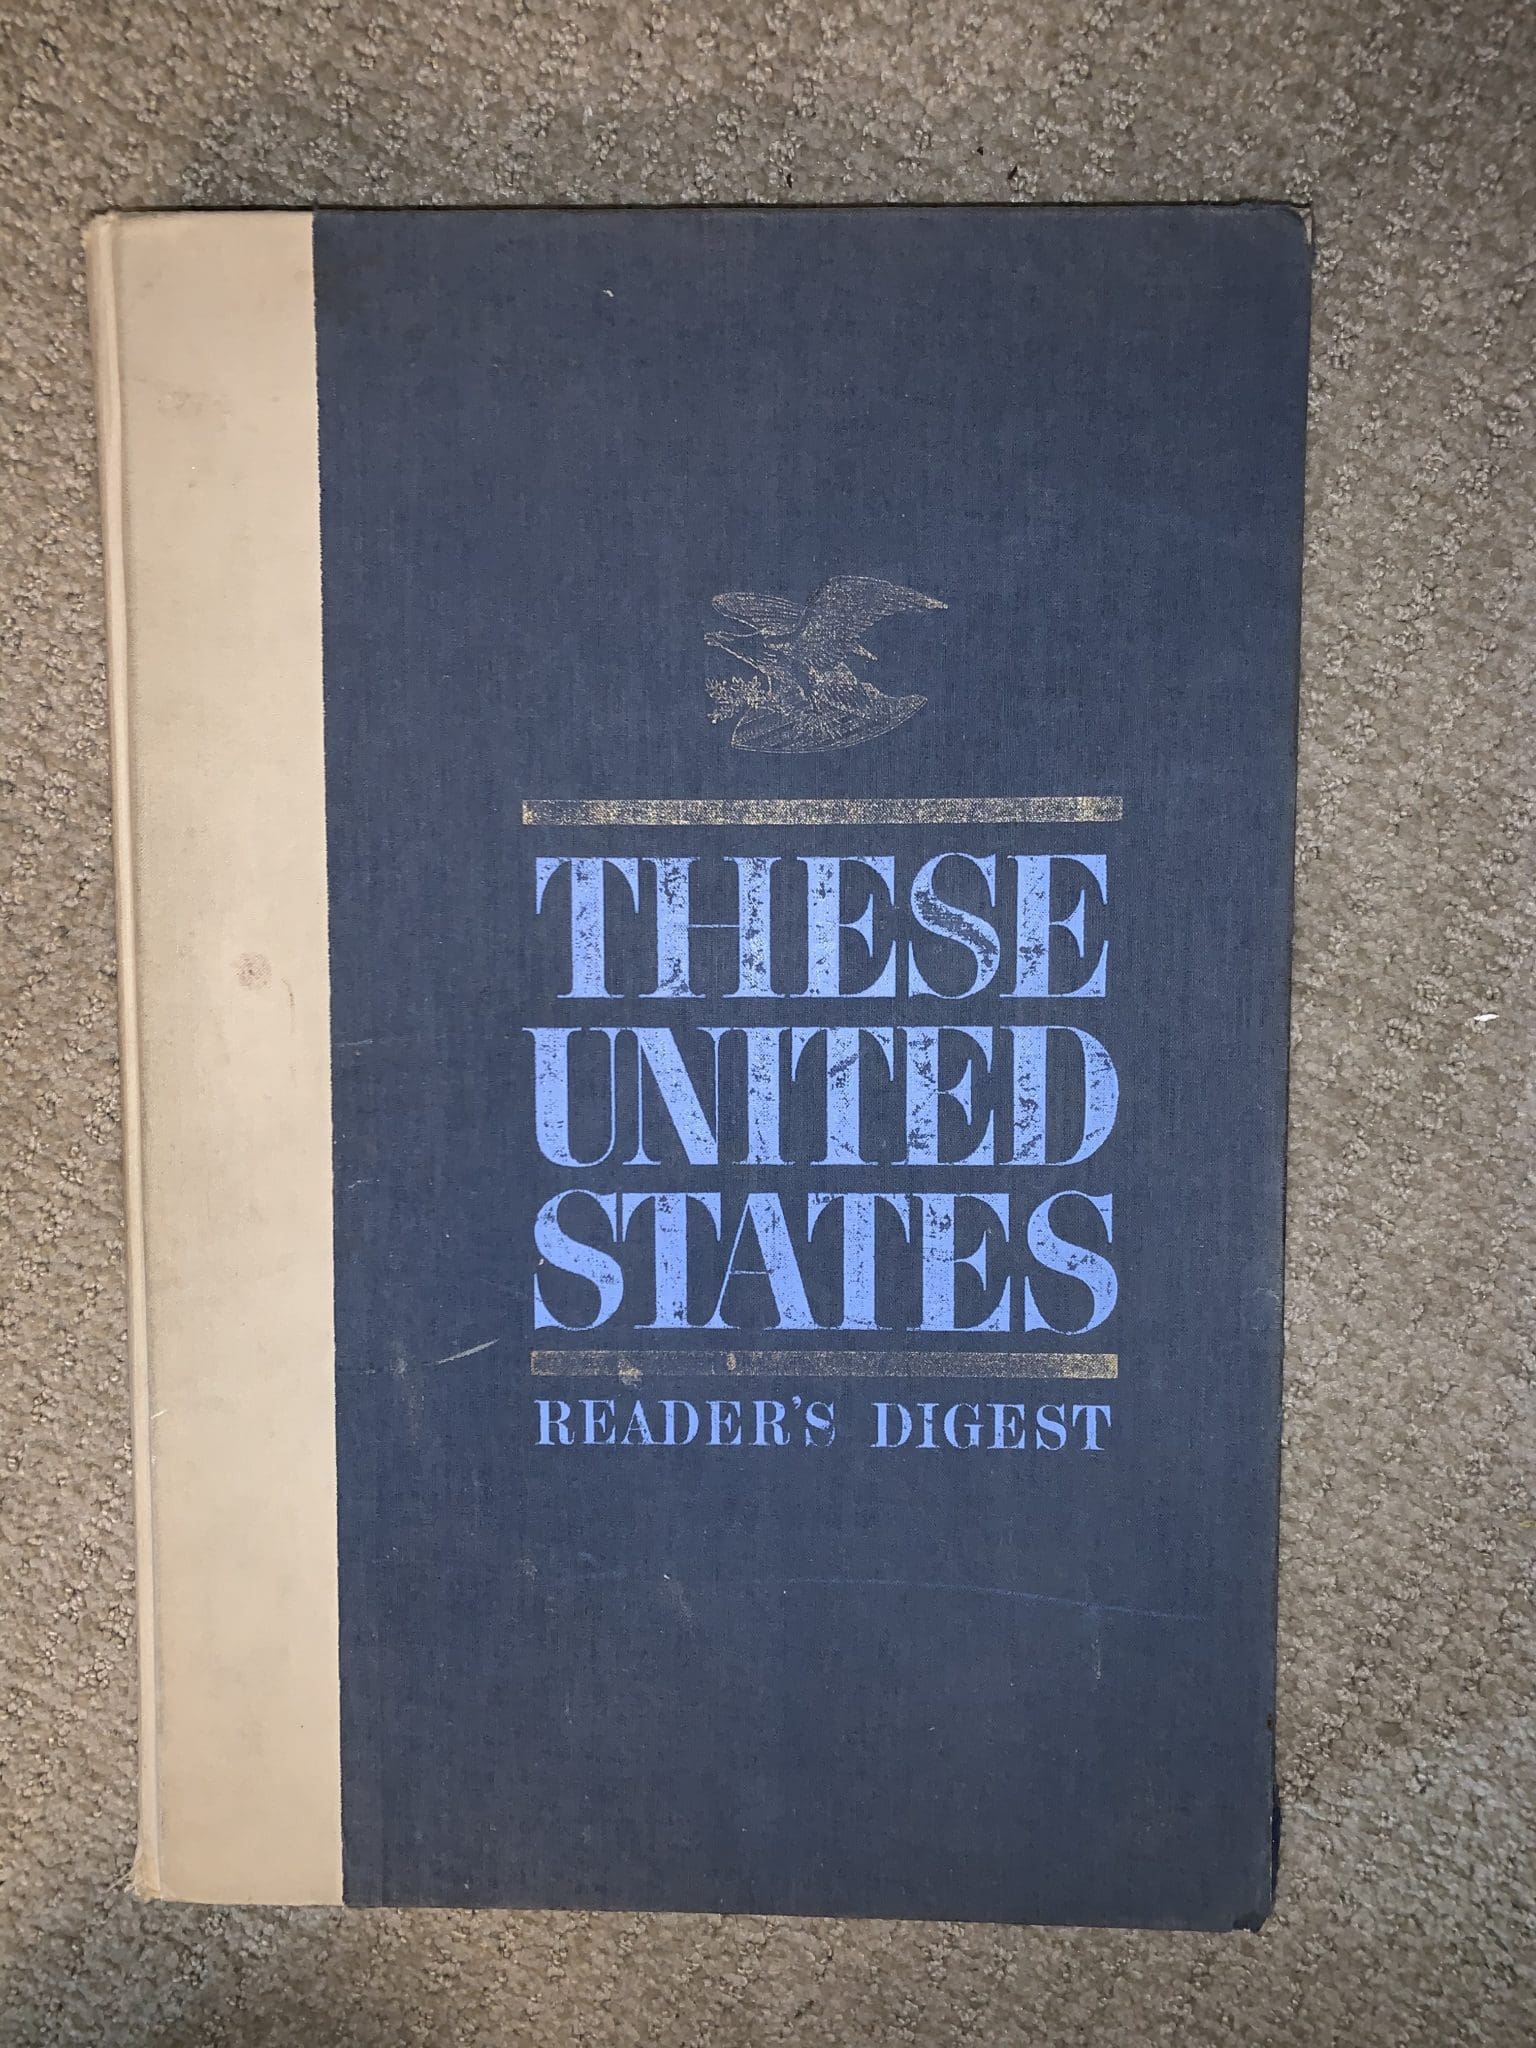 THESE
UNITED
STATES
READER'S DIGEST